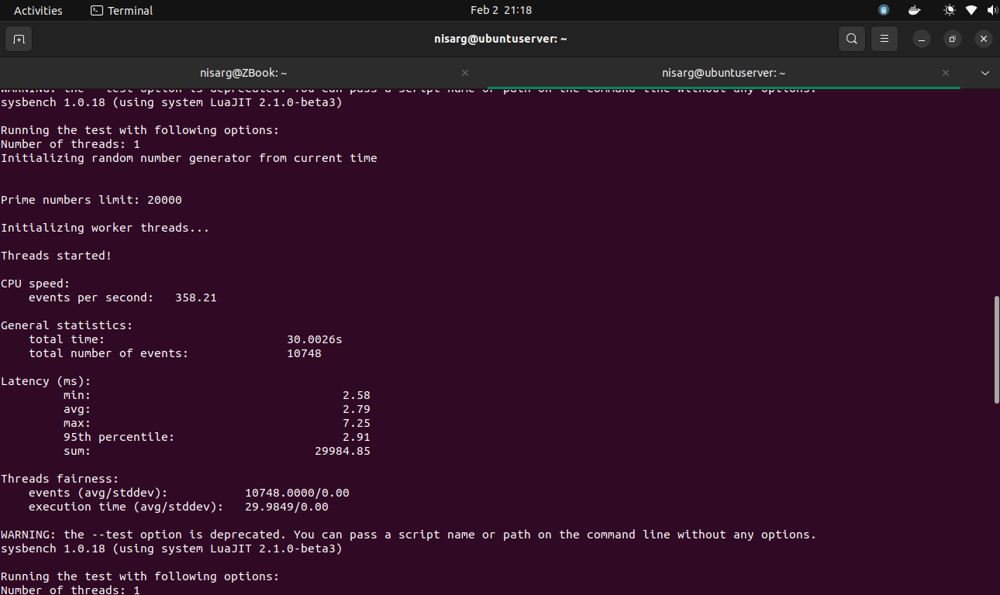 Activities Terminal Feb 2 21:18
nisarg@ubuntuserver: ~
nisarg@ZBook: ~ nisarg@ubuntuserver: ~
WARNING: the --test option is deprecated. You can pass a script name or path on the command line without any options.
sysbench 1.0.18 (using system LuaJIT 2.1.0-beta3)
Running the test with following options:
Number of threads: 1
Initializing random number generator from current time
Prime numbers limit: 20000
Initializing worker threads...
Threads started!
CPU speed:
events per second: 358.21
General statistics:
total time: 30.0026s
total number of events: 10748
Latency (ms):
min: 2.58
avg: 2.79
max: 7.25
95th percentile: 2.91
sum: 29984.85
Threads fairness:
events (avg/stddev): 10748.0000/0.00
execution time (avg/stddev): 29.9849/0.00
WARNING: the --test option is deprecated. You can pass a script name or path on the command line without any options.
sysbench 1.0.18 (using system LuaJIT 2.1.0-beta3)
Running the test with following options:
Number of threads: 1